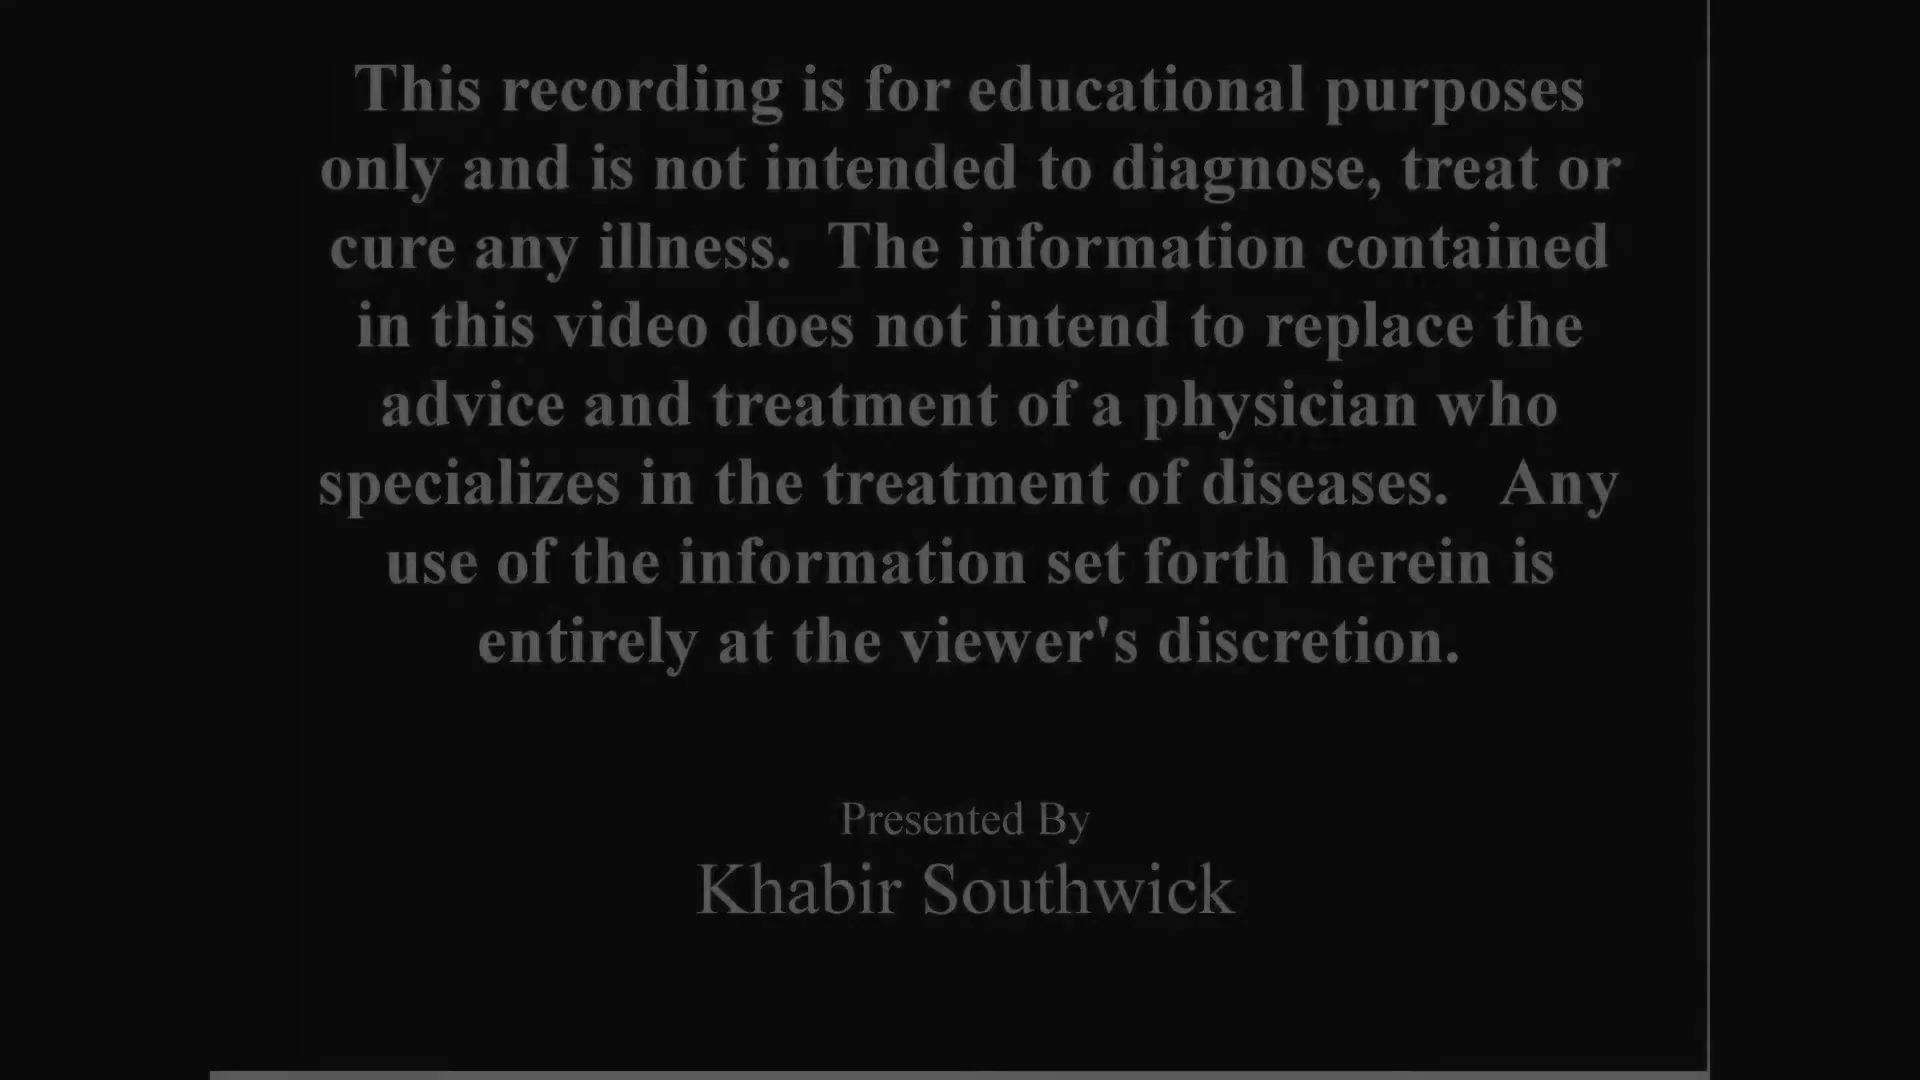 This recording is for educational purposes
only and is not intended to diagnose, treat or
cure any illness.  The information contained
in this video does not intend to replace the
advice and treatment of a physician who
specializes in the treatment of diseases.   Any
use of the information set forth herein is
entirely at the viewer's discretion.
Presented By
Khabir Southwick